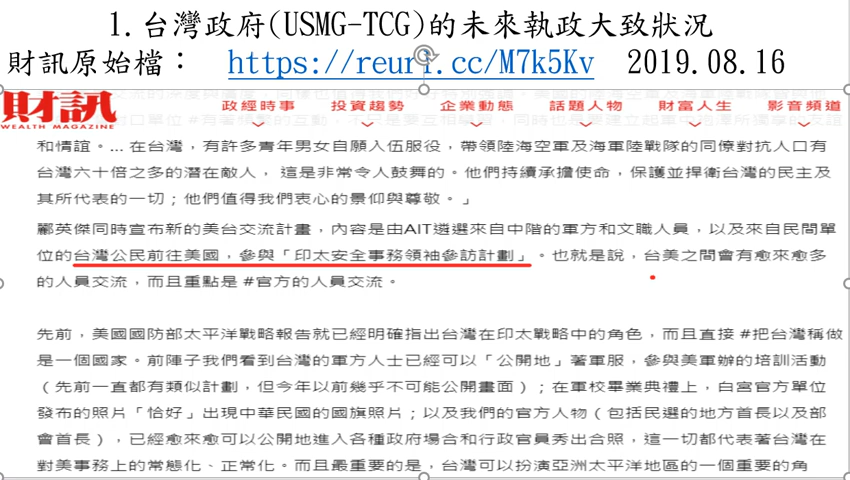 1.台灣政府(USMG-TCG)的未來執政大致狀況
財訊原始檔： https://reurl.cc/M7k5Kv 2019.08.16
財訊
WEALTH MAGAZINE
政經時事 投資趨勢 企業動態 話題人物 財富人生 影音頻道
和情誼。... 在台灣，有許多青年男女自願入伍服役，帶領陸海空軍及海軍陸戰隊的同僚對抗人口有
台灣六十倍之多的潛在敵人， 這是非常令人鼓舞的。他們持續承擔使命，保護並捍衛台灣的民主及
其所代表的一切；他們值得我們衷心的景仰與尊敬。」
酈英傑同時宣布新的美台交流計畫，內容是由AIT遴選來自中階的軍方和文職人員，以及來自民間單
位的台灣公民前往美國，參與「印太安全事務領袖參訪計劃」。也就是說，台美之間會有愈來愈多
的人員交流，而且重點是 #官方的人員交流。
先前，美國國防部太平洋戰略報告就已經明確指出台灣在印太戰略中的角色，而且直接 #把台灣稱做
是一個國家。前陣子我們看到台灣的軍方人士已經可以「公開地」著軍服，參與美軍辦的培訓活動
（先前一直都有類似計劃，但今年以前幾乎不可能公開畫面）；在軍校畢業典禮上，白宮官方單位
發布的照片「恰好」出現中華民國的國旗照片；以及我們的官方人物（包括民選的地方首長以及部
會首長），已經愈來愈可以公開地進入各種政府場合和行政官員秀出合照，這一切都代表著台灣在
對美事務上的常態化、正常化。而且最重要的是，台灣可以扮演亞洲太平洋地區的一個重要的角